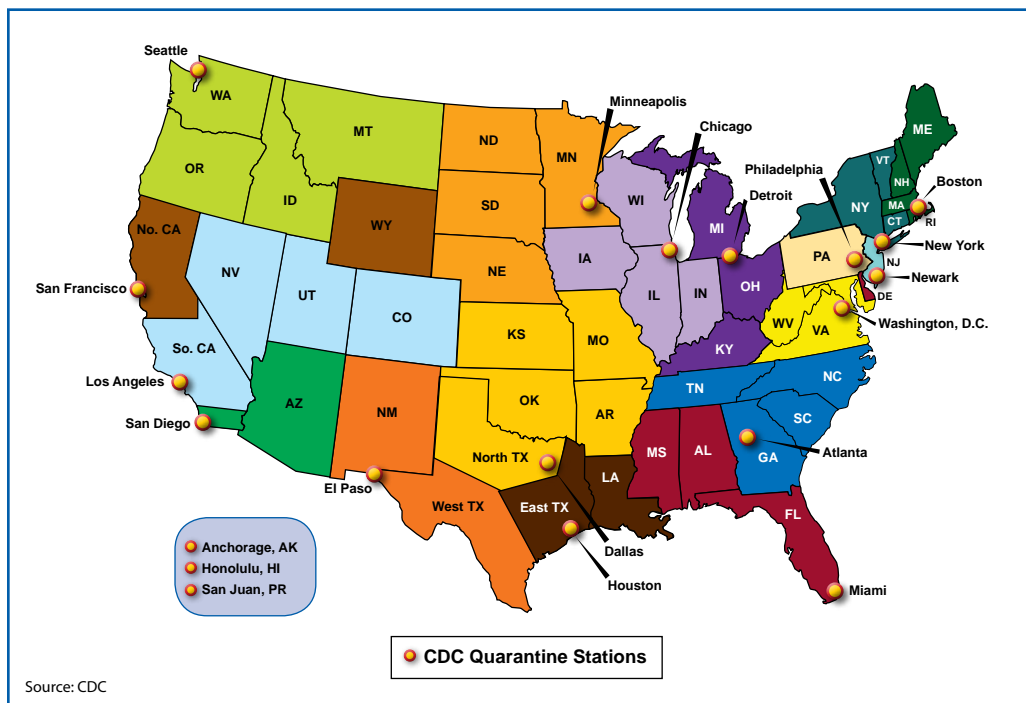 Seattle
WA
MT
ND
MN
Minneapolis
Chicago
ME
Philadelphia
VT
NH
Boston
OR
ID
SD
WI
MI
Detroit
NY
MA
CT
RI
No. CA
WY
New York
NV
NE
IA
PA
NJ
San Francisco
UT
CO
IL
IN
OH
Newark
DE
So. CA
KS
MO
WV
VA
Washington, D.C.
KY
Los Angeles
AZ
NM
OK
AR
TN
NC
San Diego
SC
North TX
MS
AL
GA
Atlanta
El Paso
West TX
East TX
LA
FL
Dallas
Houston
Miami
Anchorage, AK
Honolulu, HI
San Juan, PR
CDC Quarantine Stations
Source: CDC